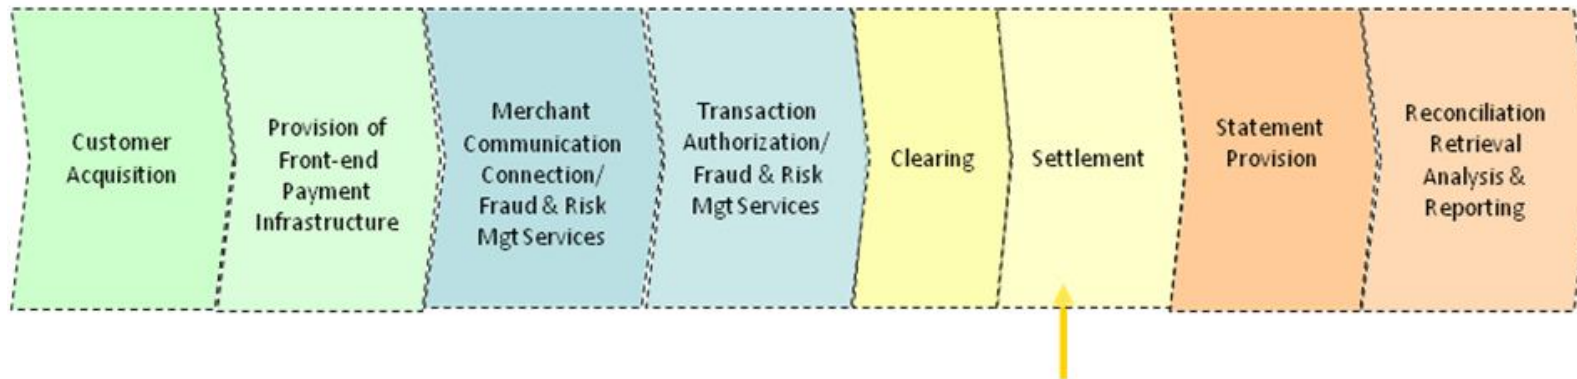 Customer
Acquisition
Provision of
Front-end
Payment
Infrastructure
Merchant
Communication
Connection/
Fraud & Risk
Mgt Services
Transaction
Authorization/
Fraud & Risk
Mgt Services
Clearing
Settlement
Statement
Provision
Reconciliation
Retrieval
Analysis &
Reporting